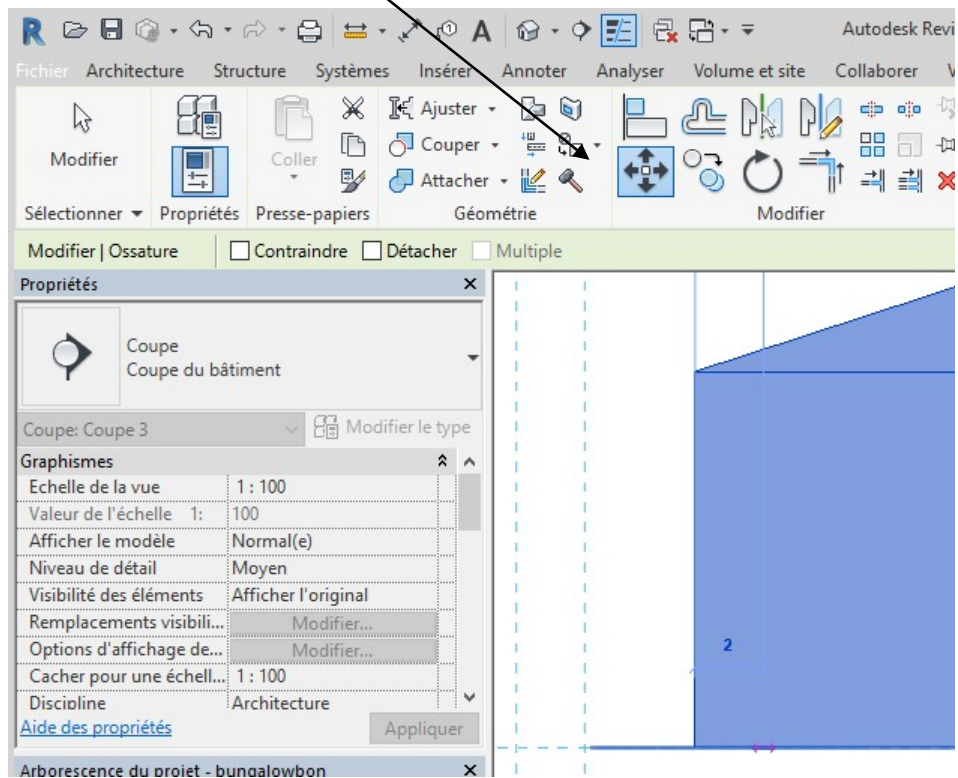 Autodesk Revi
Fichier Architecture Structure Systèmes Insérer Annoter Analyser Volume et site Collaborer V
Modifier
Coller
Ajuster
Couper
Attacher
Sélectionner Propriétés Presse-papiers Géométrie Modifier
Modifier | Ossature Contraindre Détacher Multiple
Propriétés
Coupe
Coupe du bâtiment
Coupe: Coupe 3 Modifier le type
Graphismes
Echelle de la vue 1 : 100
Valeur de l'échelle 1: 100
Afficher le modèle Normal(e)
Niveau de détail Moyen
Visibilité des éléments Afficher l'original
Remplacements visibili... Modifier...
Options d'affichage de... Modifier...
Cacher pour une échell... 1 : 100
Discipline Architecture
Aide des propriétés Appliquer
Arborescence du projet - bungalowbon
2